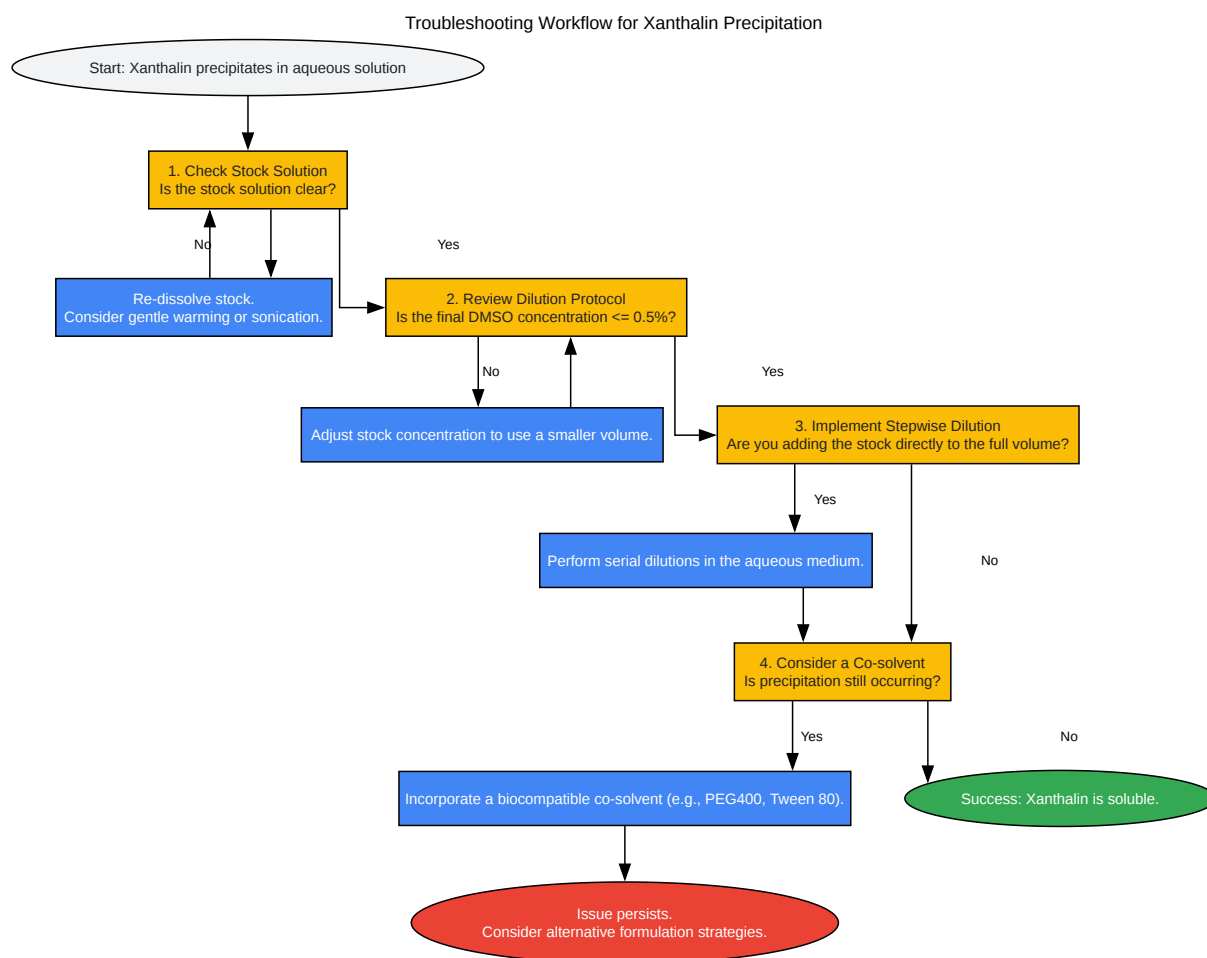 Troubleshooting Workflow for Xanthalin Precipitation
Start: Xanthalin precipitates in aqueous solution
1. Check Stock Solution
Is the stock solution clear?
No
Yes
Re-dissolve stock.
Consider gentle warming or sonication.
2. Review Dilution Protocol
Is the final DMSO concentration <= 0.5%?
No
Yes
Adjust stock concentration to use a smaller volume.
3. Implement Stepwise Dilution
Are you adding the stock directly to the full volume?
Yes
Perform serial dilutions in the aqueous medium.
No
4. Consider a Co-solvent
Is precipitation still occurring?
Yes
No
Incorporate a biocompatible co-solvent (e.g., PEG400, Tween 80).
Success: Xanthalin is soluble.
Issue persists.
Consider alternative formulation strategies.